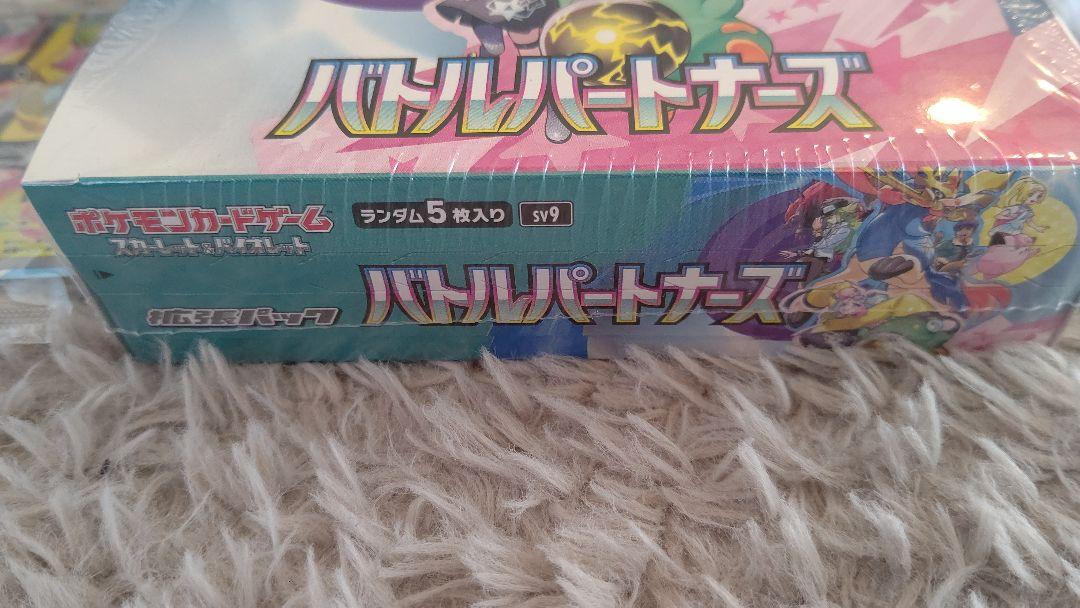 バトルパートナーズ
ポケモンカードゲーム
スカーレット&バイオレット
ランダム5枚入り
sv9
拡張パック
バトルパートナーズ